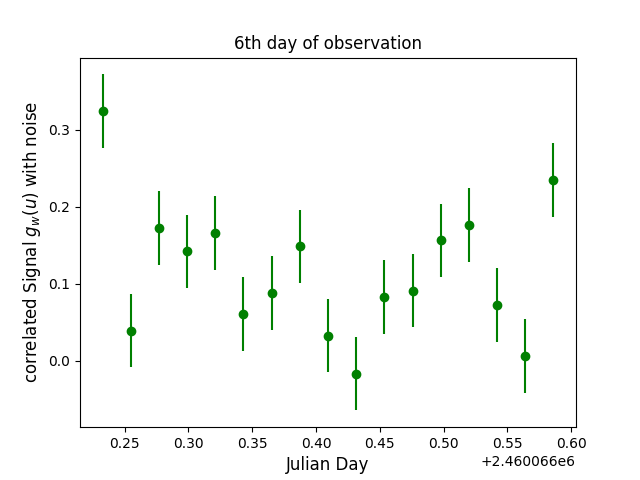 6th day of observation
correlated Signal $g_w(u)$ with noise
0.3
0.2
0.1
0.0
0.25 0.30 0.35 0.40 0.45 0.50 0.55 0.60
Julian Day
+2.460066e6